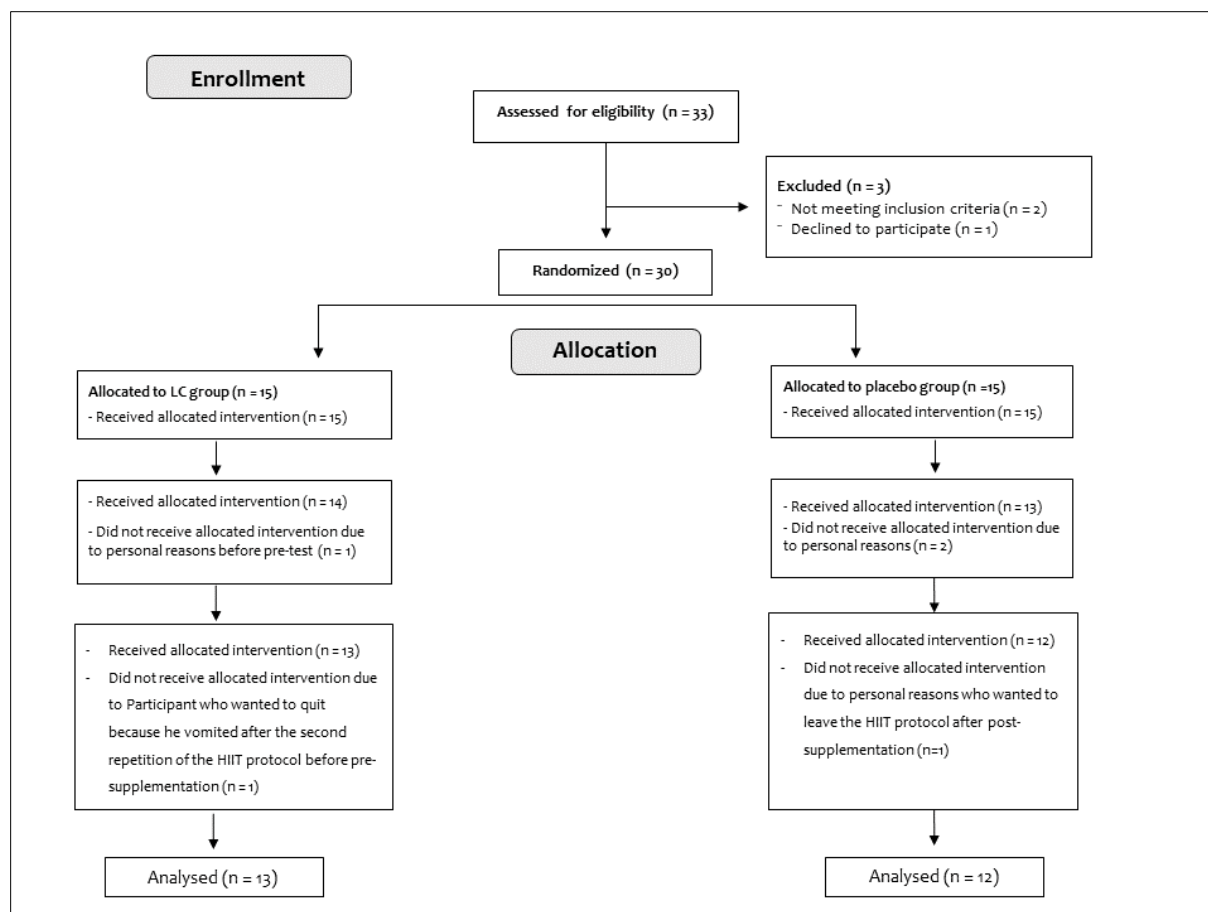 Enrollment
Assessed for eligibility (n = 33)
Excluded (n = 3)
- Not meeting inclusion criteria (n = 2)
- Declined to participate (n = 1)
Randomized (n = 30)
Allocation
Allocated to LC group (n = 15)
- Received allocated intervention (n = 15)
Allocated to placebo group (n =15)
- Received allocated intervention (n = 15)
- Received allocated intervention (n = 14)
- Did not receive allocated intervention due
to personal reasons before pre-test (n = 1)
- Received allocated intervention (n = 13)
- Did not receive allocated intervention due
to personal reasons (n = 2)
- Received allocated intervention (n = 13)
- Did not receive allocated intervention due
to Participant who wanted to quit
because he vomited after the second
repetition of the HIIT protocol before pre-
supplementation (n = 1)
- Received allocated intervention (n = 12)
- Did not receive allocated intervention
due to personal reasons who wanted to
leave the HIIT protocol after post-
supplementation (n=1)
Analysed (n = 13)
Analysed (n = 12)